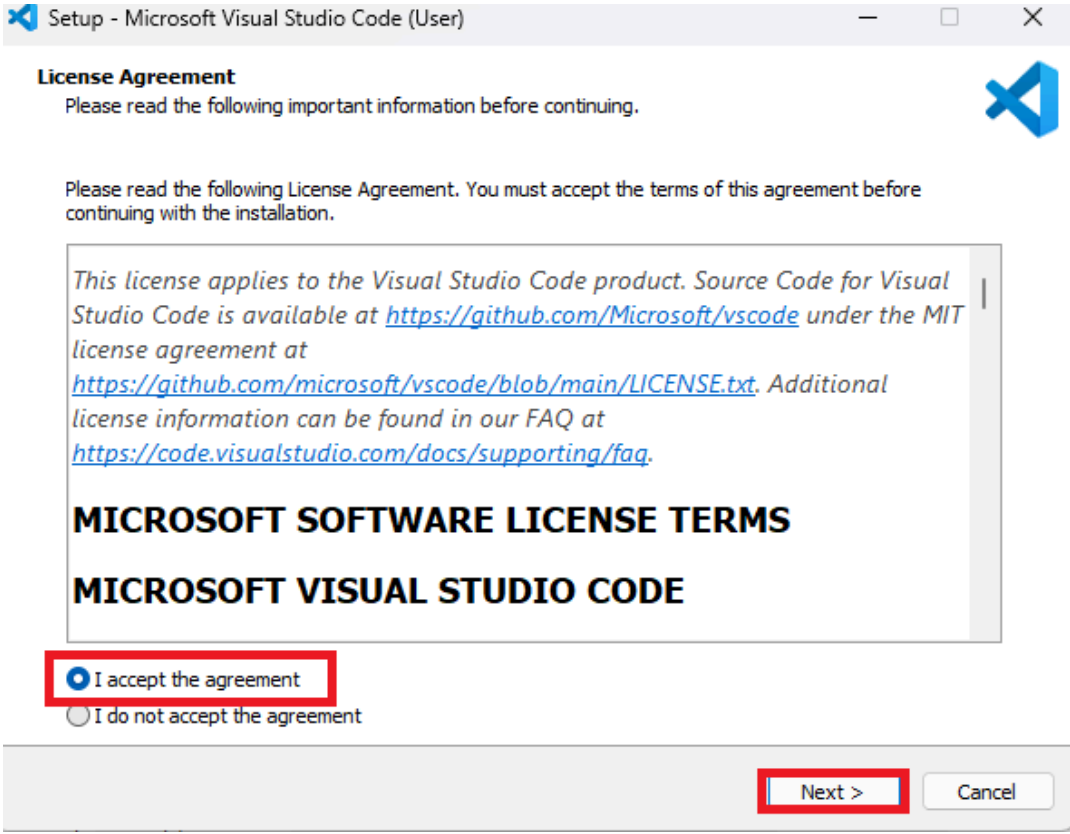 Setup - Microsoft Visual Studio Code (User)
License Agreement
Please read the following important information before continuing.
Please read the following License Agreement. You must accept the terms of this agreement before
continuing with the installation.
This license applies to the Visual Studio Code product. Source Code for Visual
Studio Code is available at https://github.com/Microsoft/vscode under the MIT
license agreement at
https://github.com/microsoft/vscode/blob/main/LICENSE.txt. Additional
license information can be found in our FAQ at
https://code.visualstudio.com/docs/supporting/faq.
MICROSOFT SOFTWARE LICENSE TERMS
MICROSOFT VISUAL STUDIO CODE
I accept the agreement
I do not accept the agreement
Next >
Cancel